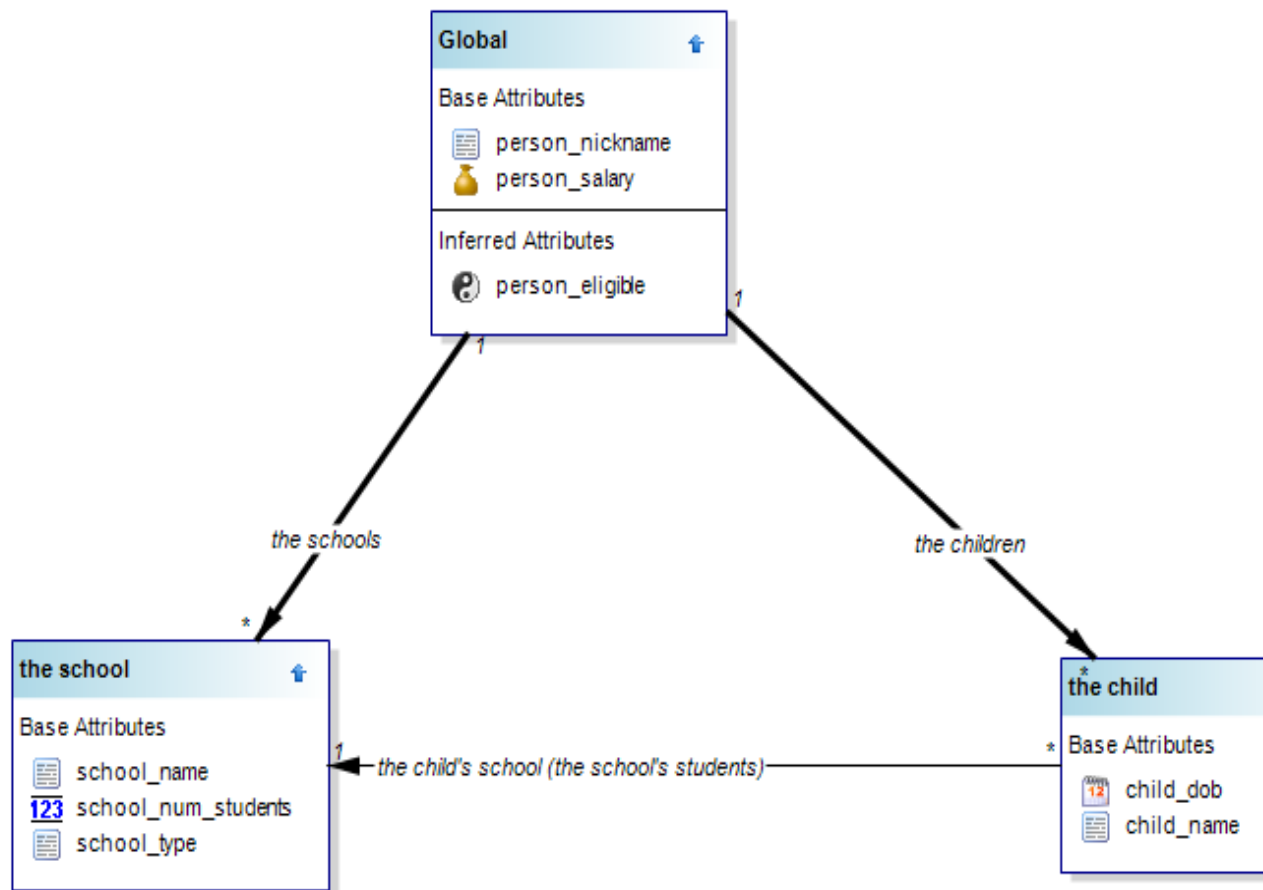 Global
Base Attributes
person_nickname
person_salary
Inferred Attributes
person_eligible
1
1
the schools
the children
*
*
the school
Base Attributes
school_name
123 school_num_students
school_type
1
the child's school (the school's students)
*
the child
Base Attributes
12 child_dob
child_name